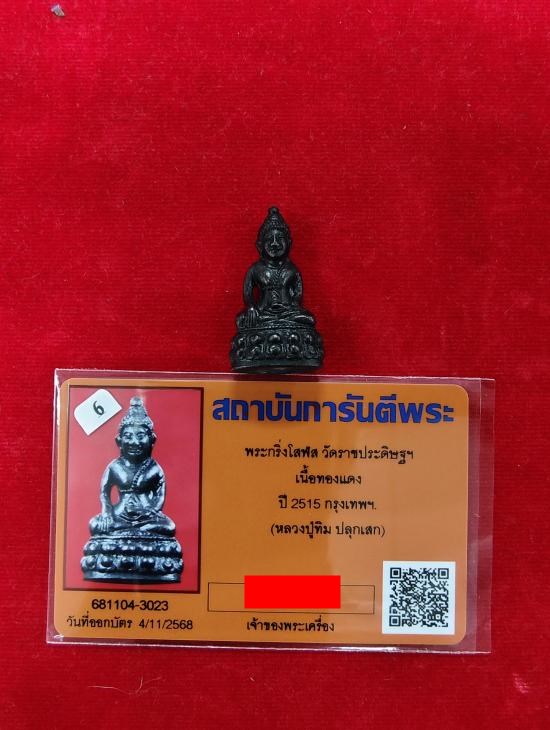 สถาบันการันตีพระ
6
พระกริ่งโสฬส วัดราชประดิษฐฯ
เนื้อทองแดง
ปี 2515 กรุงเทพฯ.
(หลวงปู่ทิม ปลุกเสก)
681104-3023
วันที่ออกบัตร 4/11/2568
เจ้าของพระเครื่อง